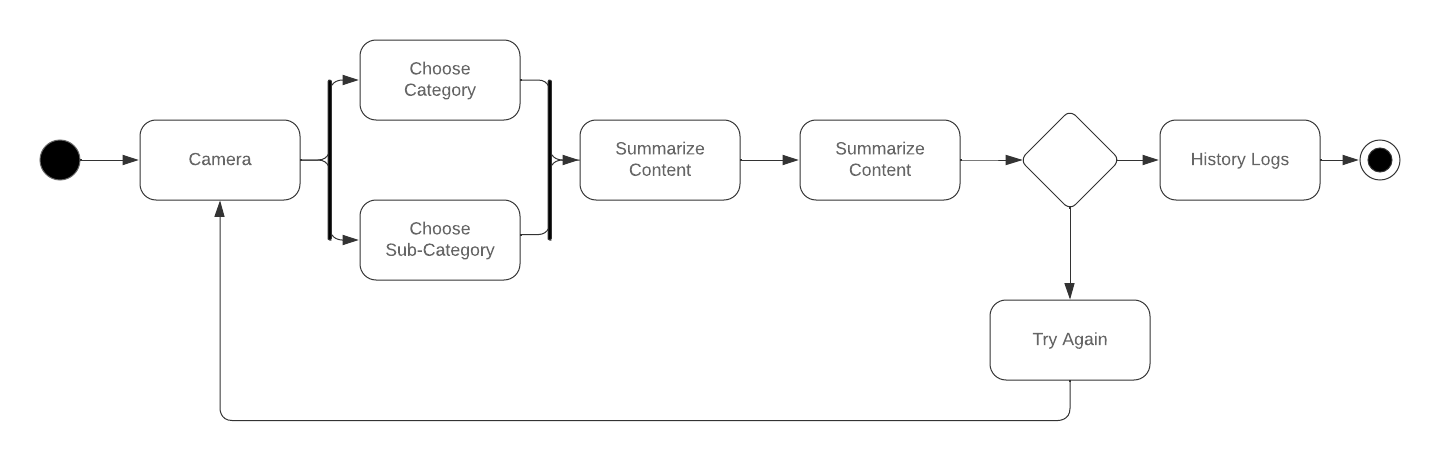 Choose
Category
Camera
Summarize
Content
Summarize
Content
History Logs
Choose
Sub-Category
Try Again